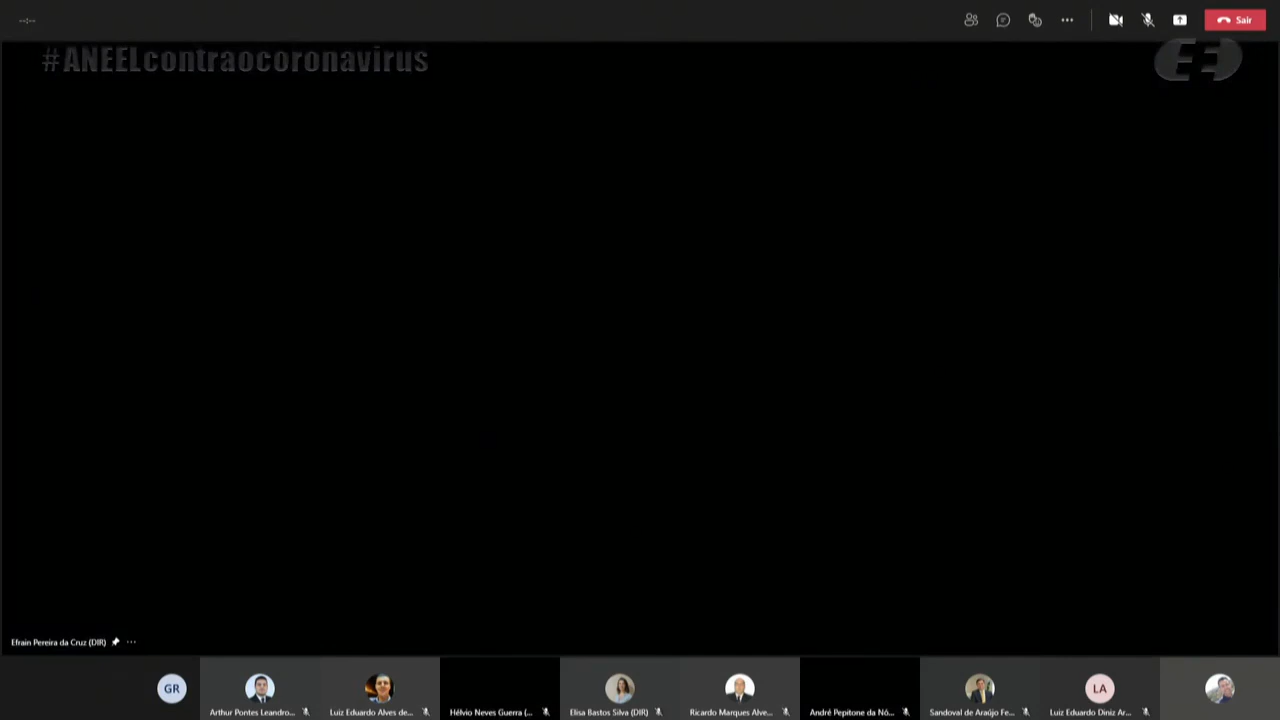 Sair
#ANEELcontraocoronavirus
Efrain Pereira da Cruz (DIR)
GR
Arthur Pontes Leandro...
Luiz Eduardo Alves de...
Hélvio Neves Guerra (...
Elisa Bastos Silva (DIR)
Ricardo Marques Alve...
André Pepitone da Nó...
Sandoval de Araújo Fe...
LA
Luiz Eduardo Diniz Ar...